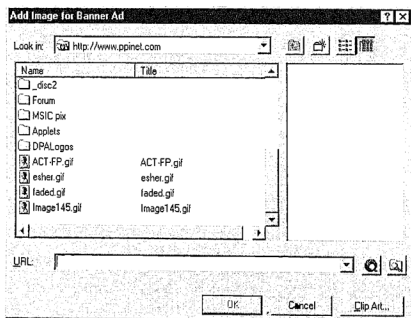 Add Image for Banner Ad
Look in: http://www.ppinet.com
Name Title
_disc2
Forum
MSIC pix
Applets
DPALogos
ACT-FP.gif ACT-FP.gif
esher.gif esher.gif
faded.gif faded.gif
Image145.gif Image145.gif
URL:
OK Cancel Clip Art...